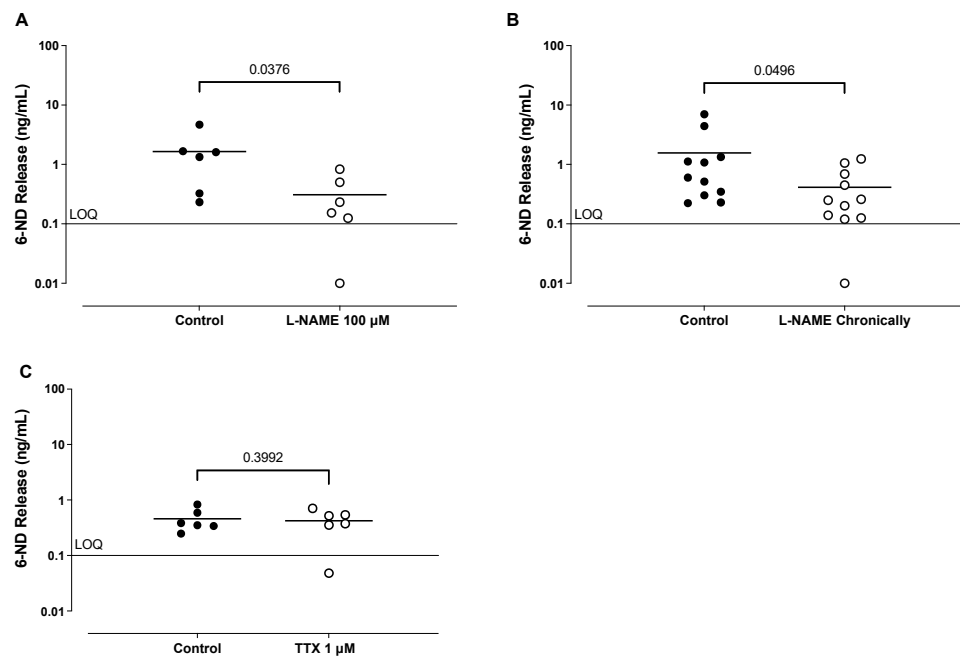 A
100
10
1
0.1
0.01
6-ND Release (ng/mL)
0.0376
LOQ
Control
L-NAME 100 µM
B
100
10
1
0.1
0.01
6-ND Release (ng/mL)
0.0496
LOQ
Control
L-NAME Chronically
C
100
10
1
0.1
0.01
6-ND Release (ng/mL)
0.3992
LOQ
Control
TTX 1 µM